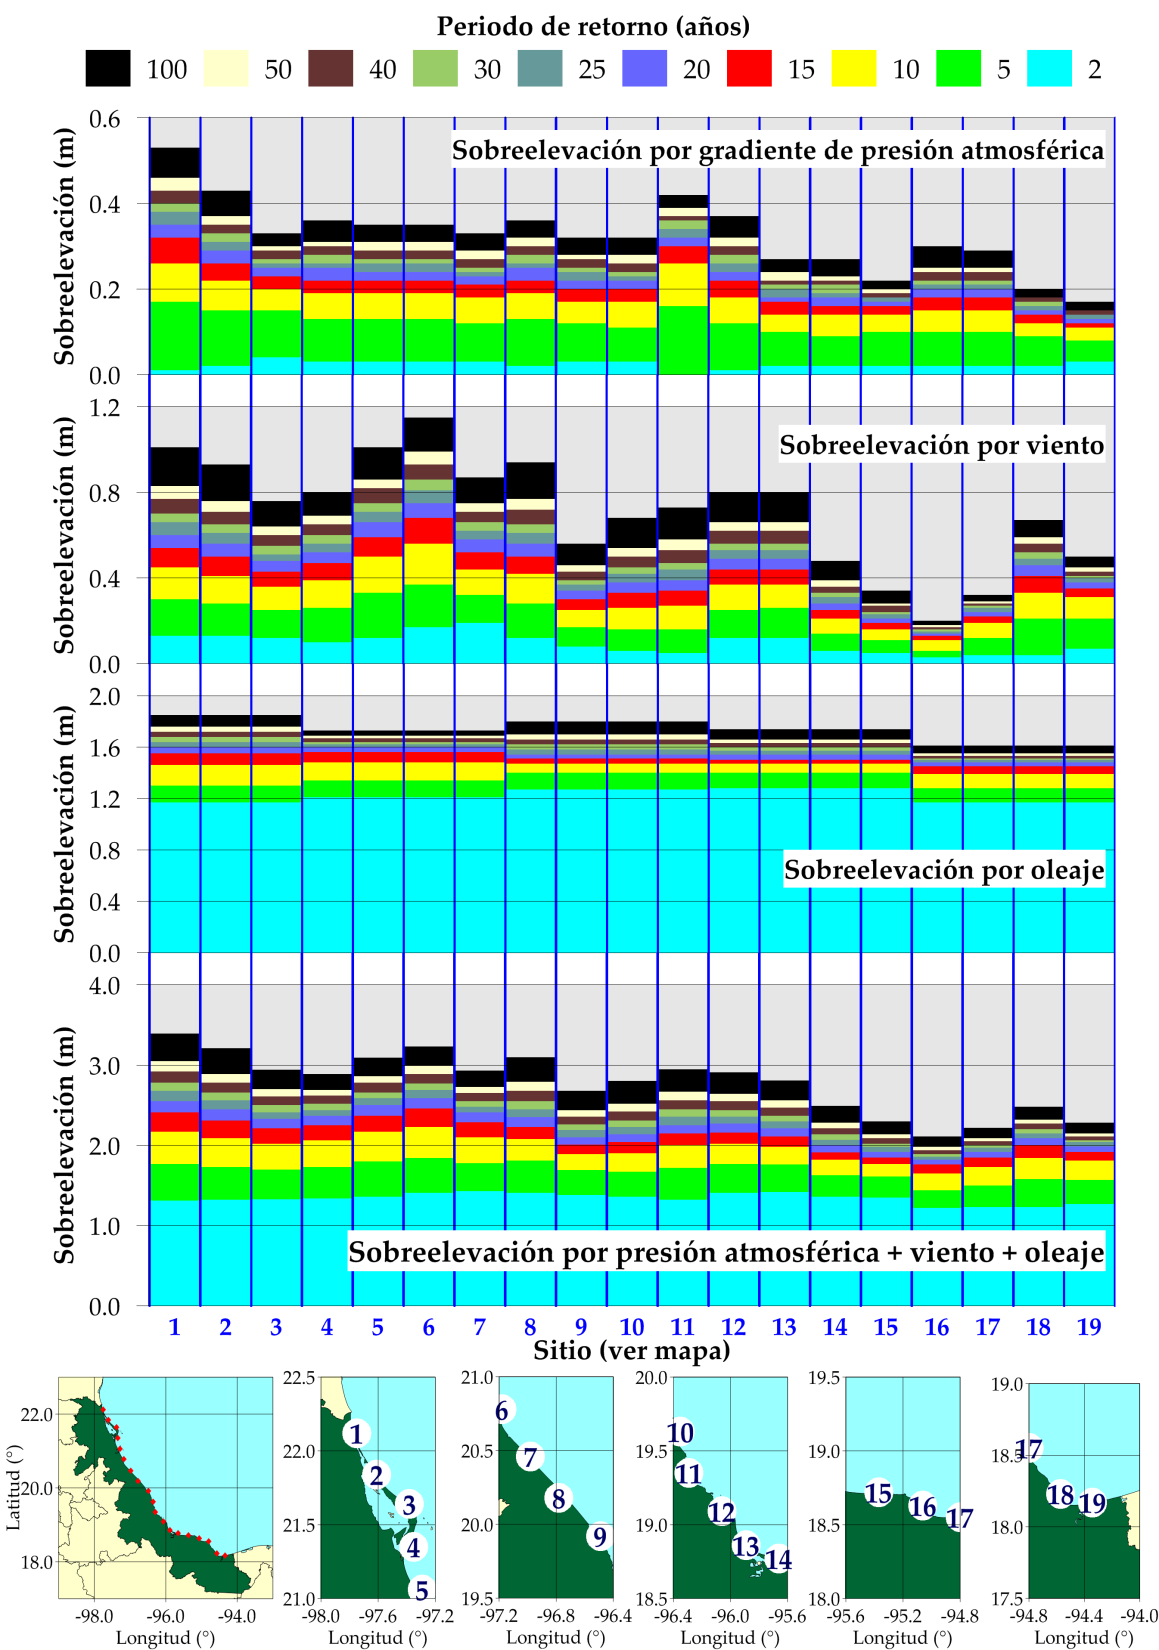 Periodo de retorno (años)
100 50 40 30 25 20 15 10 5 2
Sobreelevación (m)
0.6
0.4
0.2
0.0
Sobreelevación por gradiente de presión atmosférica
Sobreelevación (m)
1.2
0.8
0.4
0.0
Sobreelevación por viento
Sobreelevación (m)
2.0
1.6
1.2
0.8
0.4
0.0
Sobreelevación por oleaje
Sobreelevación (m)
4.0
3.0
2.0
1.0
0.0
Sobreelevación por presión atmosférica + viento + oleaje
1 2 3 4 5 6 7 8 9 10 11 12 13 14 15 16 17 18 19
Sitio (ver mapa)
Latitud (°)
22.0
20.0
18.0
-98.0 -96.0 -94.0
Longitud (°)
22.5
22.0
21.5
21.0
1
2
3
4
5
-98.0 -97.6 -97.2
Longitud (°)
21.0
20.5
20.0
19.5
6
7
8
9
-97.2 -96.8 -96.4
Longitud (°)
20.0
19.5
19.0
18.5
10
11
12
13
14
-96.4 -96.0 -95.6
Longitud (°)
19.5
19.0
18.5
18.0
15
16
17
-95.6 -95.2 -94.8
Longitud (°)
19.0
18.5
18.0
17.5
17
18
19
-94.8 -94.4 -94.0
Longitud (°)